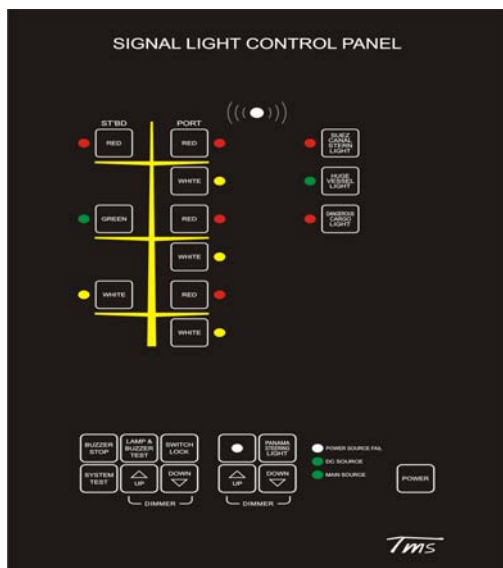 SIGNAL LIGHT CONTROL PANEL
ST'BD PORT
RED RED
SUEZ
CANAL
STERN
LIGHT
WHITE
HUGE
VESSEL
LIGHT
GREEN RED
DANGEROUS
CARGO
LIGHT
WHITE
WHITE RED
WHITE
BUZZER
STOP
LAMP &
BUZZER
TEST
SWITCH
LOCK
PANAMA
STEERING
LIGHT
POWER SOURCE FAIL
DC SOURCE
MAIN SOURCE
SYSTEM
TEST
UP
DOWN
UP
DOWN
POWER
DIMMER DIMMER
Tms